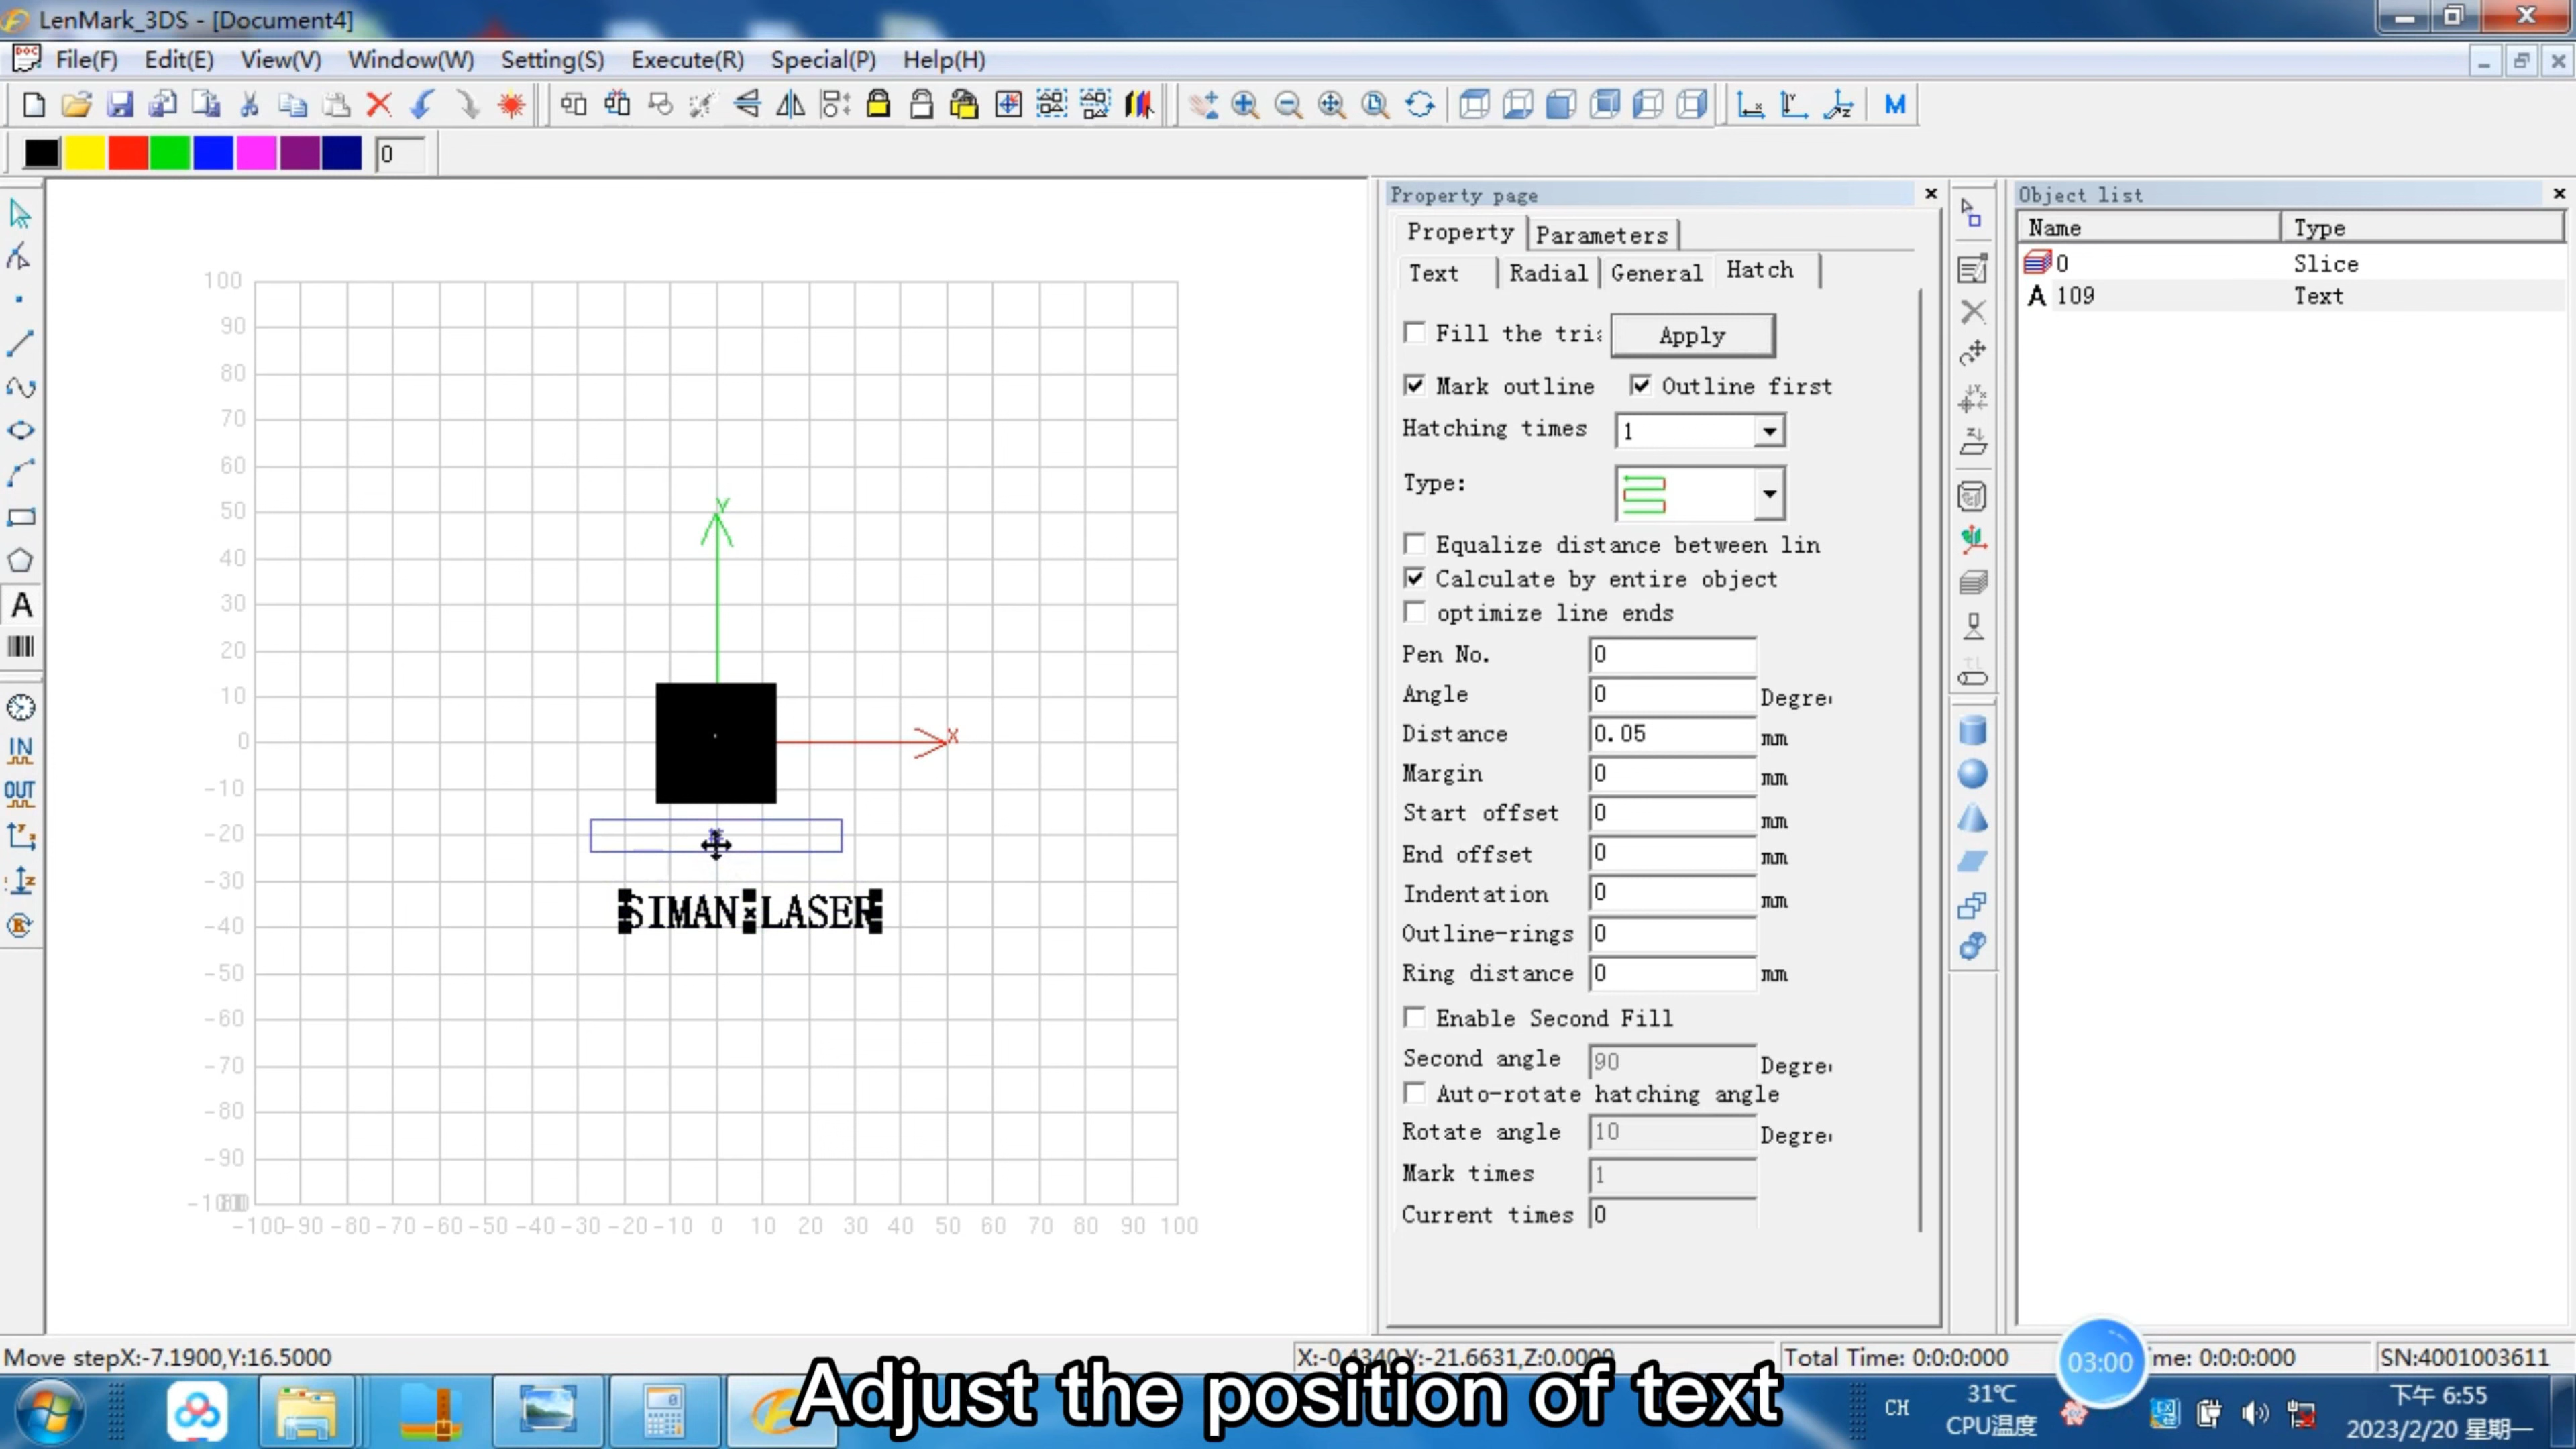 LenMark_3DS - [Document4]
File(F) Edit(E) View(V) Window(W) Setting(S) Execute(R) Special(P) Help(H)
M
0
Property page
Object list
Property Parameters
Name Type
Text Radial General Hatch
0 Slice
A 109 Text
Fill the tri Apply
Mark outline Outline first
Hatching times 1
Type:
Equalize distance between lin
Calculate by entire object
optimize line ends
Pen No. 0
Angle 0 Degre
Distance 0.05 mm
Margin 0 mm
Start offset 0 mm
End offset 0 mm
Indentation 0 mm
Outline-rings 0
Ring distance 0 mm
Enable Second Fill
Second angle 90 Degre
Auto-rotate hatching angle
Rotate angle 10 Degre
Mark times 1
Current times 0
A
IN
OUT
100
90
80
70
60
50
40
30
20
10
0
-10
-20
-30
-40
-50
-60
-70
-80
-90
-100 -90 -80 -70 -60 -50 -40 -30 -20 -10 0 10 20 30 40 50 60 70 80 90 100
Y
X
SIMAN LASER
Move stepX:-7.1900,Y:16.5000
X:-0.4340,Y:-21.6631,Z:0.0000
Total Time: 0:0:0:000
03:00
me: 0:0:0:000
SN:4001003611
Adjust the position of text
CH
31℃
CPU温度
下午 6:55
2023/2/20 星期一